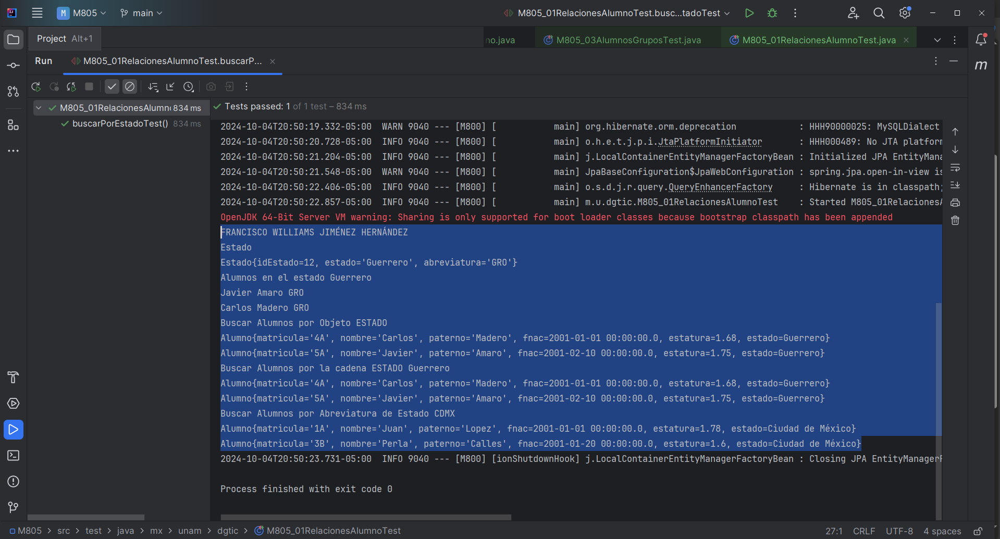 M M805 main M805_01RelacionesAlumnoTest.busc...tadoTest
Project Alt+1
no.java M805_03AlumnosGruposTest.java M805_01RelacionesAlumnoTest.java
Run M805_01RelacionesAlumnoTest.buscarP...
M805_01RelacionesAlumn 834 ms
buscarPorEstadoTest() 834 ms
Tests passed: 1 of 1 test – 834 ms
2024-10-04T20:50:19.332-05:00  WARN 9040 --- [M800] [           main] org.hibernate.orm.deprecation            : HHH90000025: MySQLDialect
2024-10-04T20:50:20.728-05:00  INFO 9040 --- [M800] [           main] o.h.e.t.j.p.i.JtaPlatformInitiator       : HHH000489: No JTA platform
2024-10-04T20:50:21.204-05:00  INFO 9040 --- [M800] [           main] j.LocalContainerEntityManagerFactoryBean : Initialized JPA EntityMana
2024-10-04T20:50:21.548-05:00  WARN 9040 --- [M800] [           main] JpaBaseConfiguration$JpaWebConfiguration : spring.jpa.open-in-view is
2024-10-04T20:50:22.406-05:00  INFO 9040 --- [M800] [           main] o.s.d.j.r.query.QueryEnhancerFactory     : Hibernate is in classpath;
2024-10-04T20:50:22.857-05:00  INFO 9040 --- [M800] [           main] m.u.dgtic.M805_01RelacionesAlumnoTest    : Started M805_01RelacionesA
OpenJDK 64-Bit Server VM warning: Sharing is only supported for boot loader classes because bootstrap classpath has been appended
FRANCISCO WILLIAMS JIMÉNEZ HERNÁNDEZ
Estado
Estado{idEstado=12, estado='Guerrero', abreviatura='GRO'}
Alumnos en el estado Guerrero
Javier Amaro GRO
Carlos Madero GRO
Buscar Alumnos por Objeto ESTADO
Alumno{matricula='4A', nombre='Carlos', paterno='Madero', fnac=2001-01-01 00:00:00.0, estatura=1.68, estado=Guerrero}
Alumno{matricula='5A', nombre='Javier', paterno='Amaro', fnac=2001-02-10 00:00:00.0, estatura=1.75, estado=Guerrero}
Buscar Alumnos por la cadena ESTADO Guerrero
Alumno{matricula='4A', nombre='Carlos', paterno='Madero', fnac=2001-01-01 00:00:00.0, estatura=1.68, estado=Guerrero}
Alumno{matricula='5A', nombre='Javier', paterno='Amaro', fnac=2001-02-10 00:00:00.0, estatura=1.75, estado=Guerrero}
Buscar Alumnos por Abreviatura de Estado CDMX
Alumno{matricula='1A', nombre='Juan', paterno='Lopez', fnac=2001-01-01 00:00:00.0, estatura=1.78, estado=Ciudad de México}
Alumno{matricula='3B', nombre='Perla', paterno='Calles', fnac=2001-01-20 00:00:00.0, estatura=1.6, estado=Ciudad de México}
2024-10-04T20:50:23.731-05:00  INFO 9040 --- [M800] [ionShutdownHook] j.LocalContainerEntityManagerFactoryBean : Closing JPA EntityManagerF
Process finished with exit code 0
M805 > src > test > java > mx > unam > dgtic > M805_01RelacionesAlumnoTest 27:1 CRLF UTF-8 4 spaces